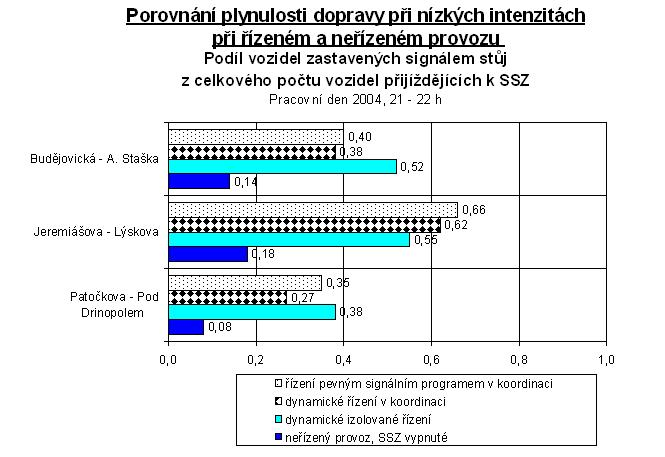 Porovnání plynulosti dopravy při nízkých intenzitách
při řízeném a neřízeném provozu
Podíl vozidel zastavených signálem stůj
z celkového počtu vozidel přijíždějících k SSZ
Pracovní den 2004, 21 - 22 h
Budějovická - A. Staška
0,40
0,38
0,52
0,14
Jeremiášova - Lýskova
0,66
0,62
0,55
0,18
Patočkova - Pod
Drinopolem
0,35
0,27
0,38
0,08
0,0 0,2 0,4 0,6 0,8 1,0
řízení pevným signálním programem v koordinaci
dynamické řízení v koordinaci
dynamické izolované řízení
neřízený provoz, SSZ vypnuté